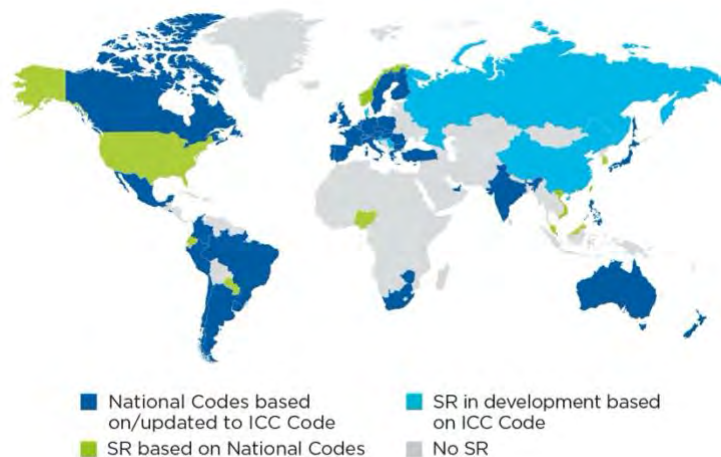 National Codes based
on/updated to ICC Code
SR based on National Codes
SR in development based
on ICC Code
No SR